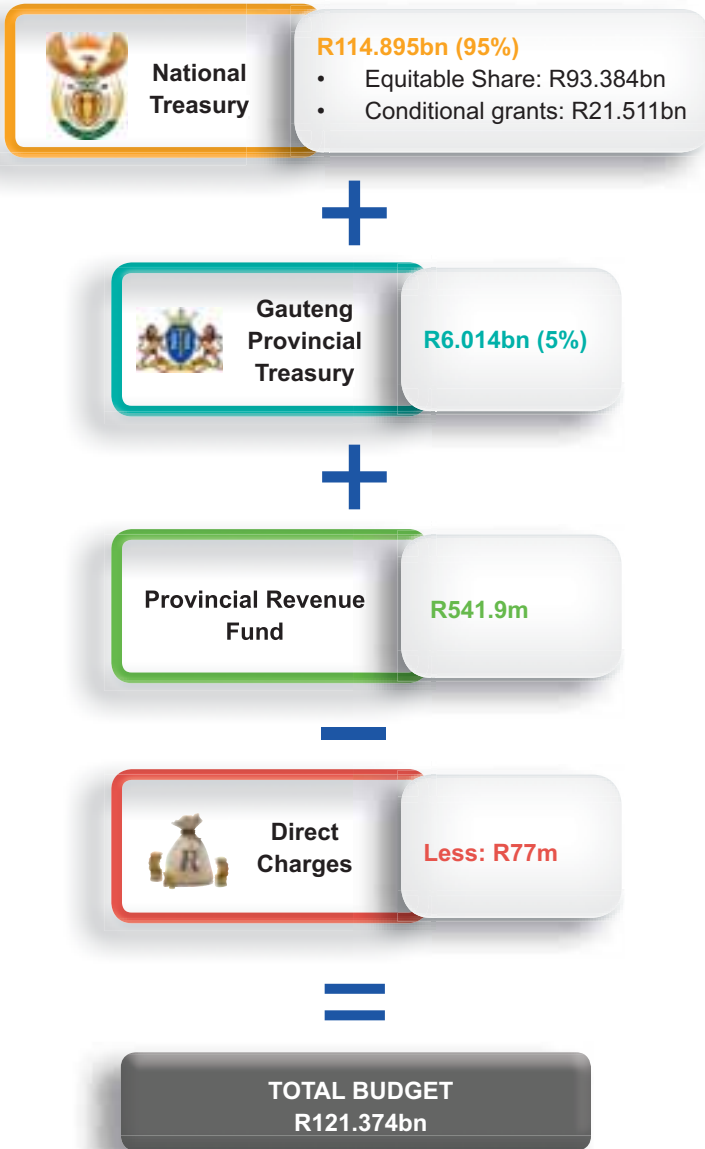 National
Treasury
R114.895bn (95%)
• Equitable Share: R93.384bn
• Conditional grants: R21.511bn
+
Gauteng
Provincial
Treasury
R6.014bn (5%)
+
Provincial Revenue
Fund
R541.9m
−
R
Direct
Charges
Less: R77m
=
TOTAL BUDGET
R121.374bn